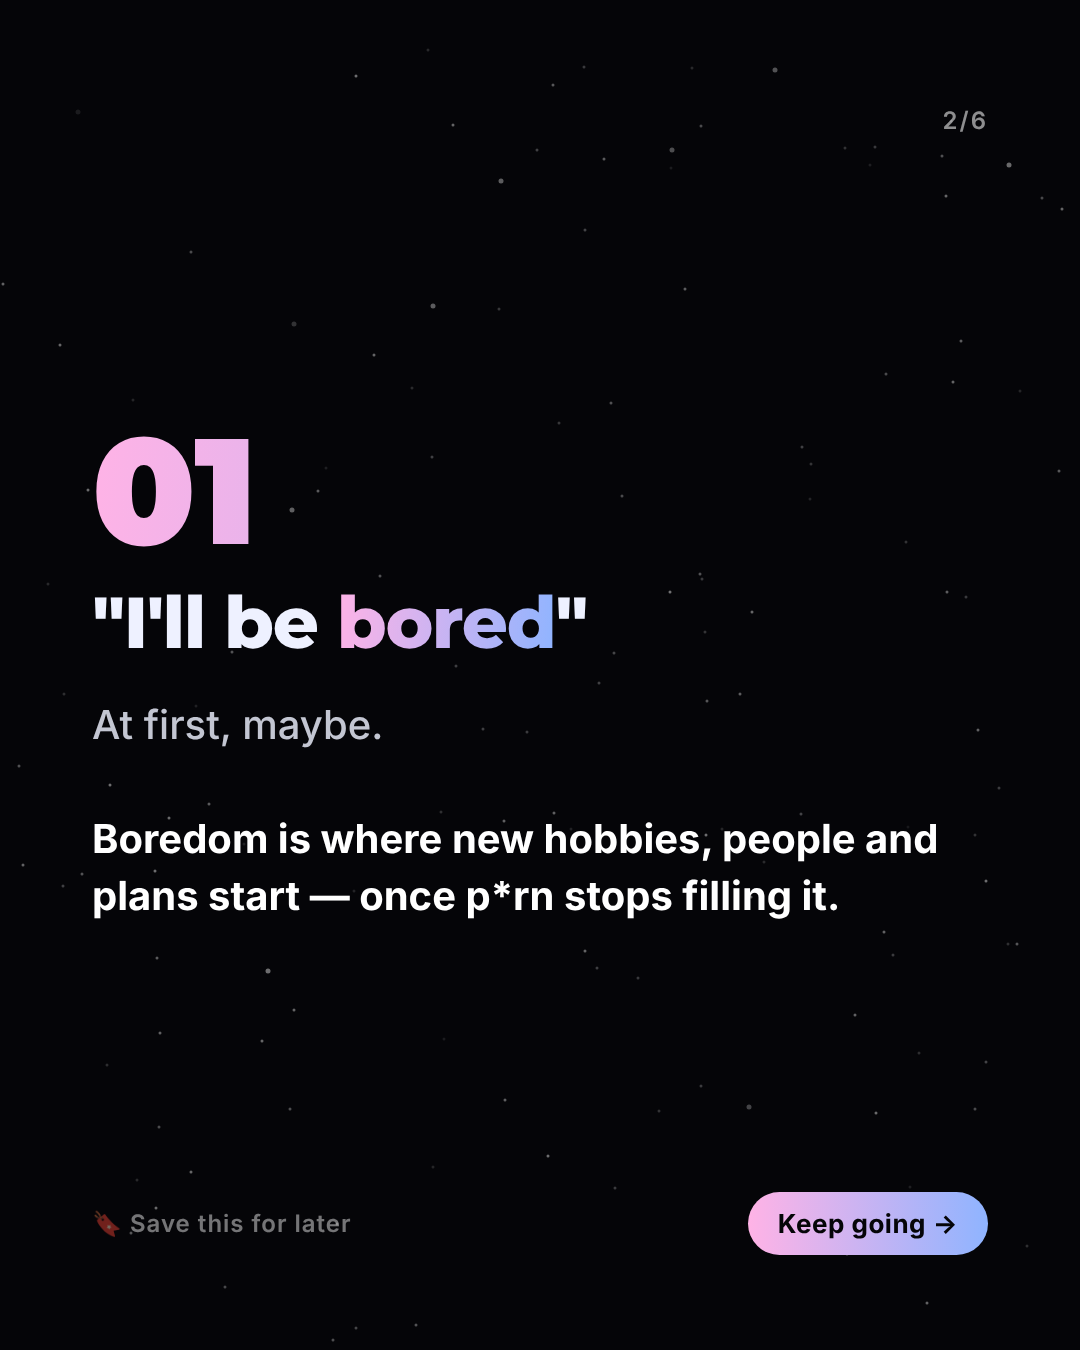 2/6
01
"I'll be bored"
At first, maybe.
Boredom is where new hobbies, people and
plans start — once p*rn stops filling it.
🔖 Save this for later
Keep going →